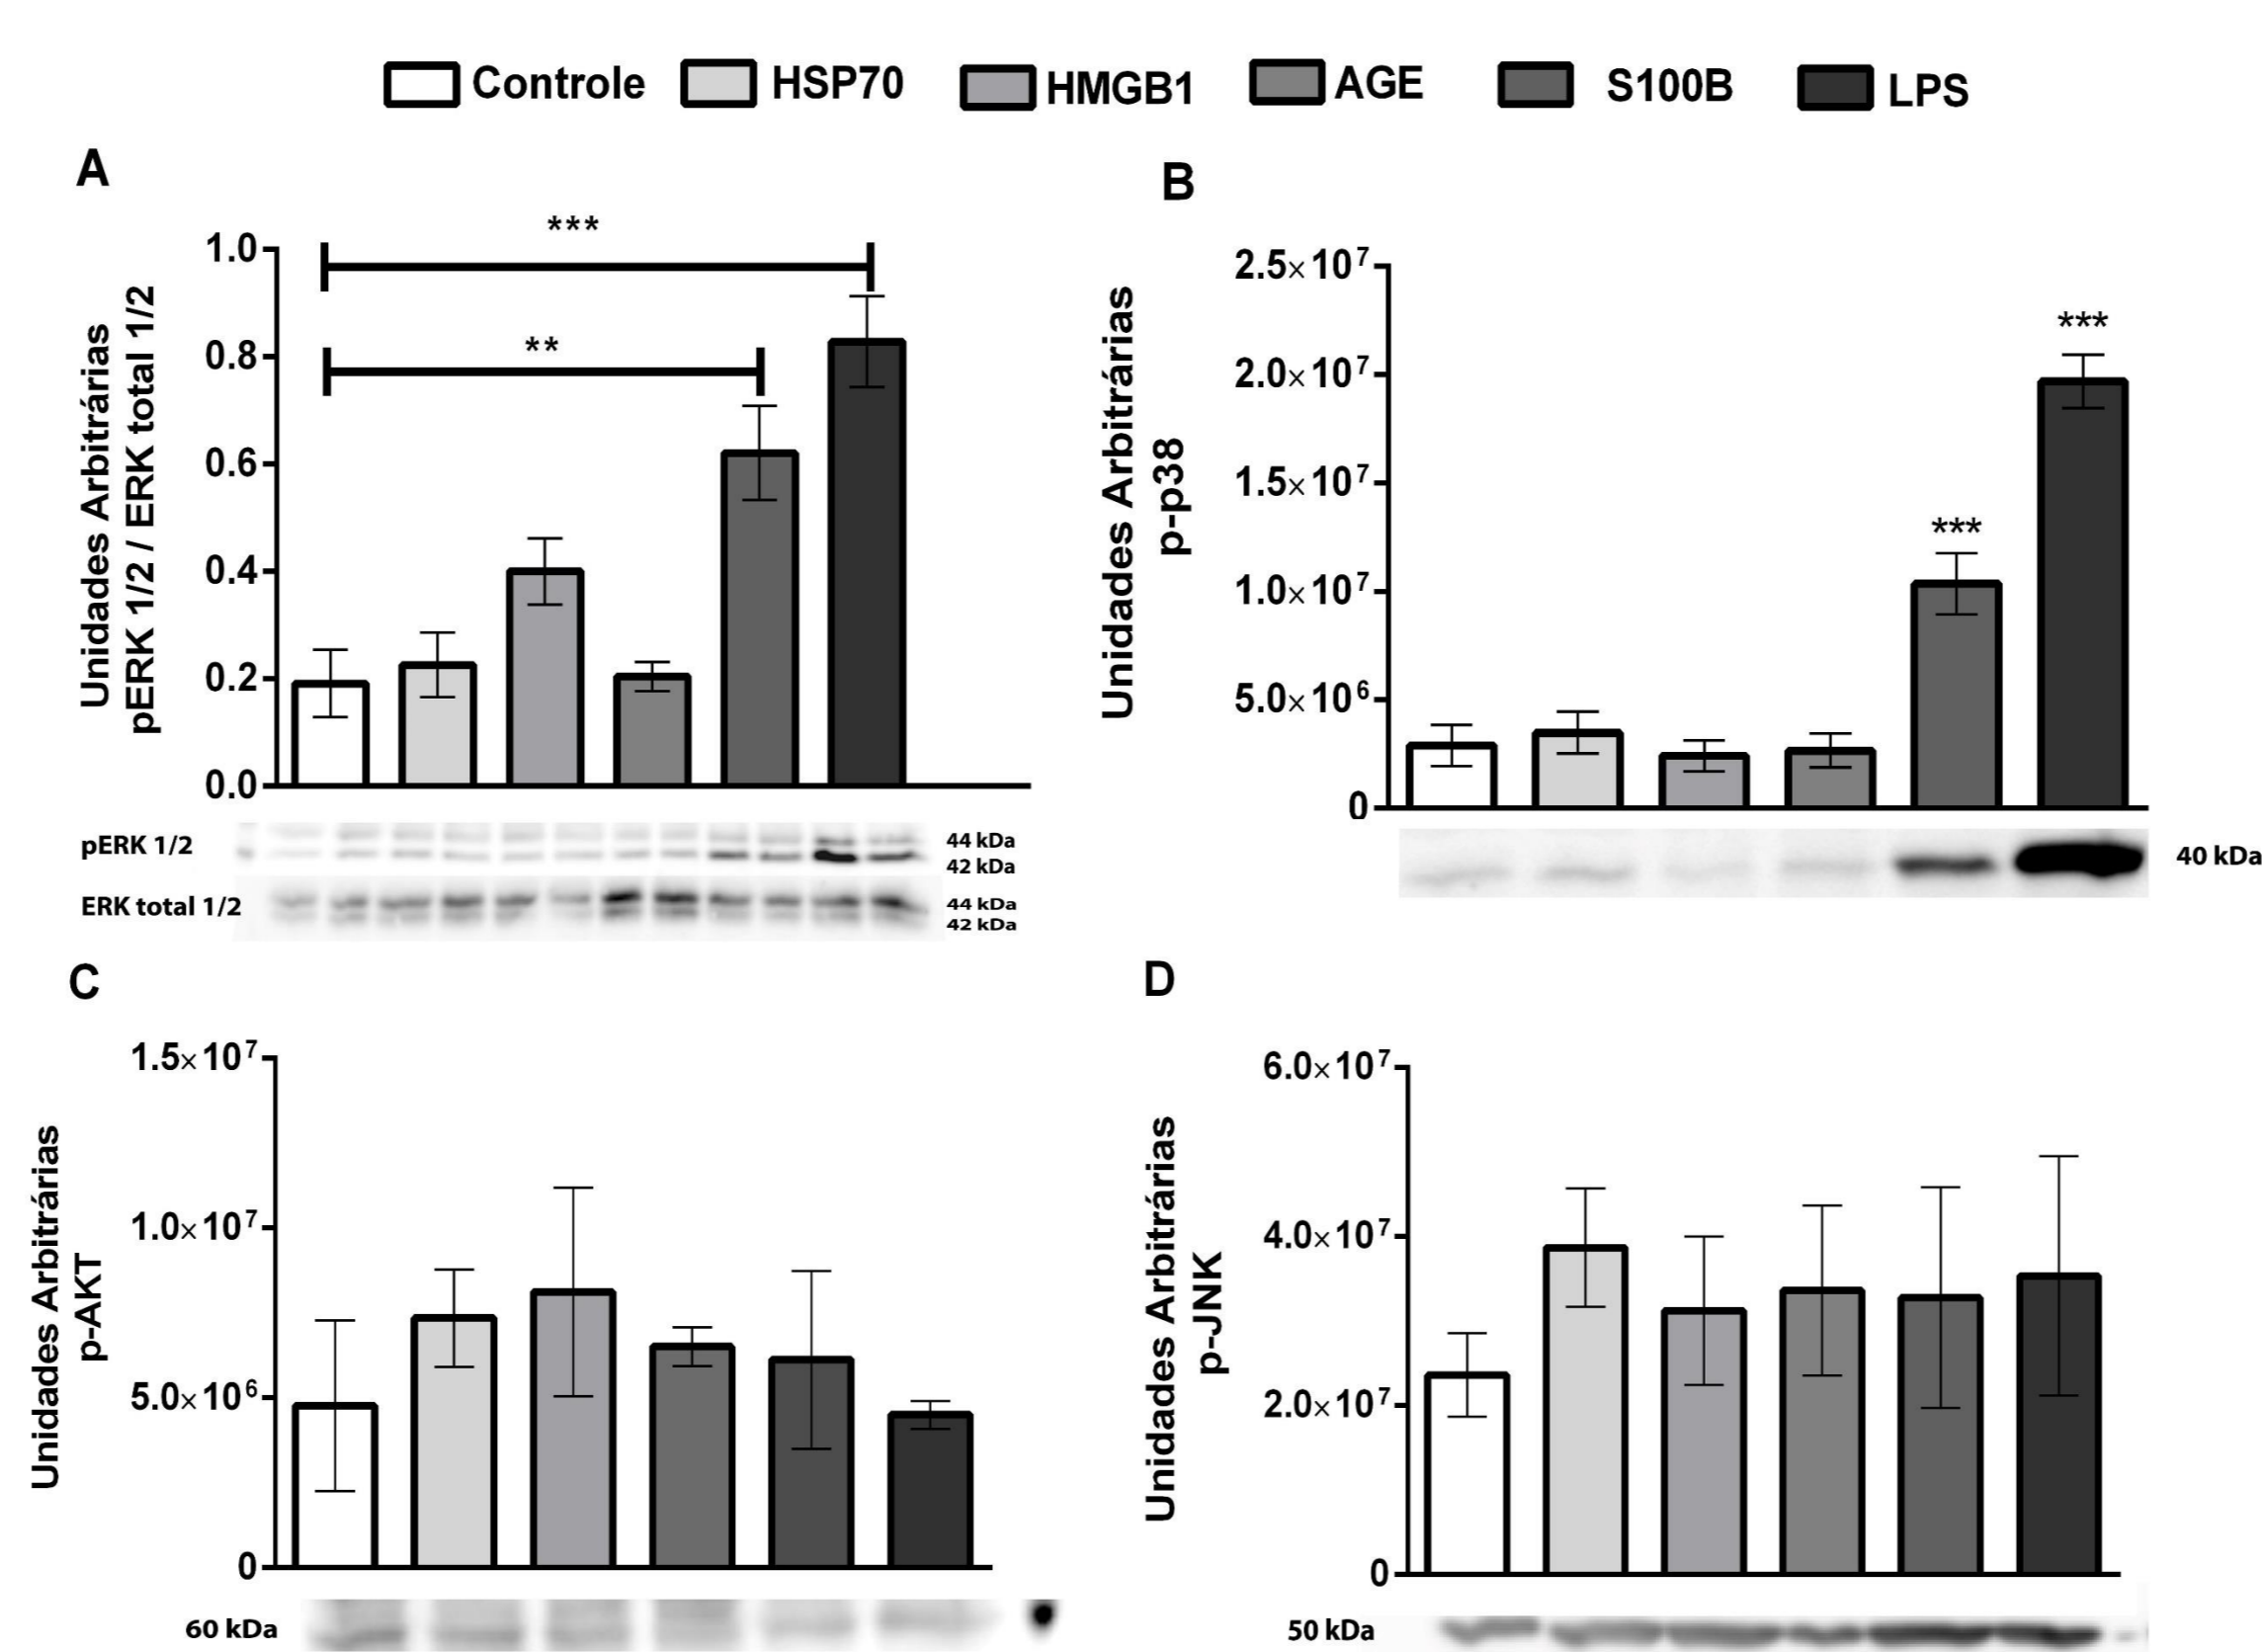 Controle HSP70 HMGB1 AGE S100B LPS
A
Unidades Arbitrárias
pERK 1/2 / ERK total 1/2
1.0
0.8
0.6
0.4
0.2
0.0
***
**
pERK 1/2
44 kDa
42 kDa
ERK total 1/2
44 kDa
42 kDa
B
Unidades Arbitrárias
p-p38
2.5×10⁷
2.0×10⁷
1.5×10⁷
1.0×10⁷
5.0×10⁶
0
***
***
40 kDa
C
Unidades Arbitrárias
p-AKT
1.5×10⁷
1.0×10⁷
5.0×10⁶
0
60 kDa
D
Unidades Arbitrárias
p-JNK
6.0×10⁷
4.0×10⁷
2.0×10⁷
0
50 kDa